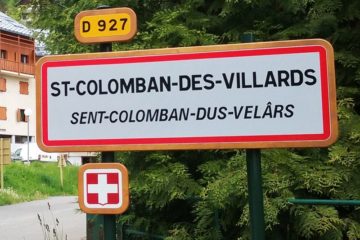 D 927
ST-COLOMBAN-DES-VILLARDS
SENT-COLOMBAN-DUS-VELÂRS